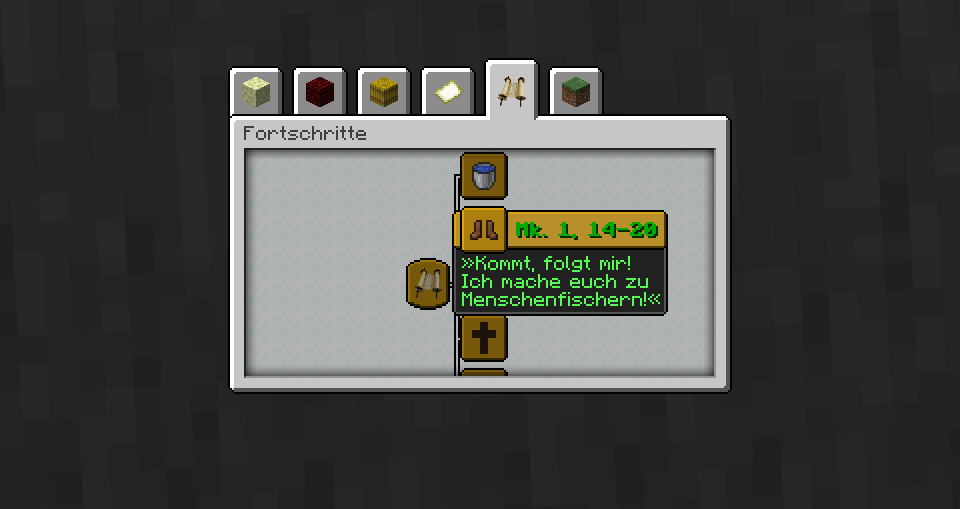 Fortschritte
Mk. 1, 14-20
»Kommt, folgt mir!
Ich mache euch zu
Menschenfischern!«